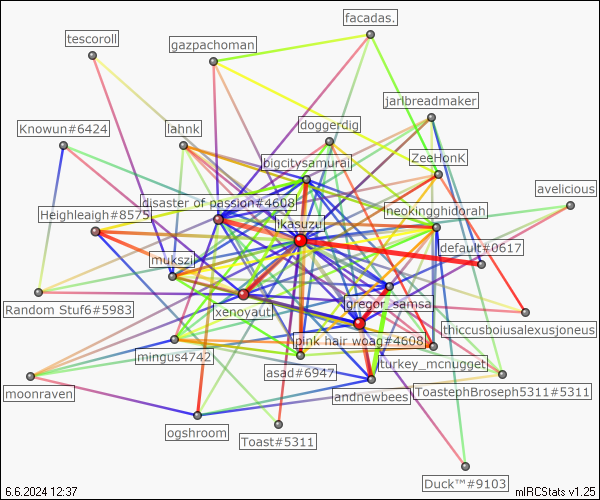 facadas.
tescoroll
gazpachoman
jarlbreadmaker
Knowun#6424
lahnk
doggerdig
bigcitysamurai
ZeeHonK
avelicious
disaster of passion#4608
Heighleaigh#8575
ikasuzu
neokingghidorah
default#0617
mukszil
gregor_samsa
Random Stuf6#5983
xenoyaut
thiccusboiusalexusjoneus
pink hair woag#4608
mingus4742
turkey_mcnugget
asad#6947
moonraven
ToastephBroseph5311#5311
andnewbees
ogshroom
Toast#5311
Duck™#9103
6.6.2024 12:37
mIRCStats v1.25